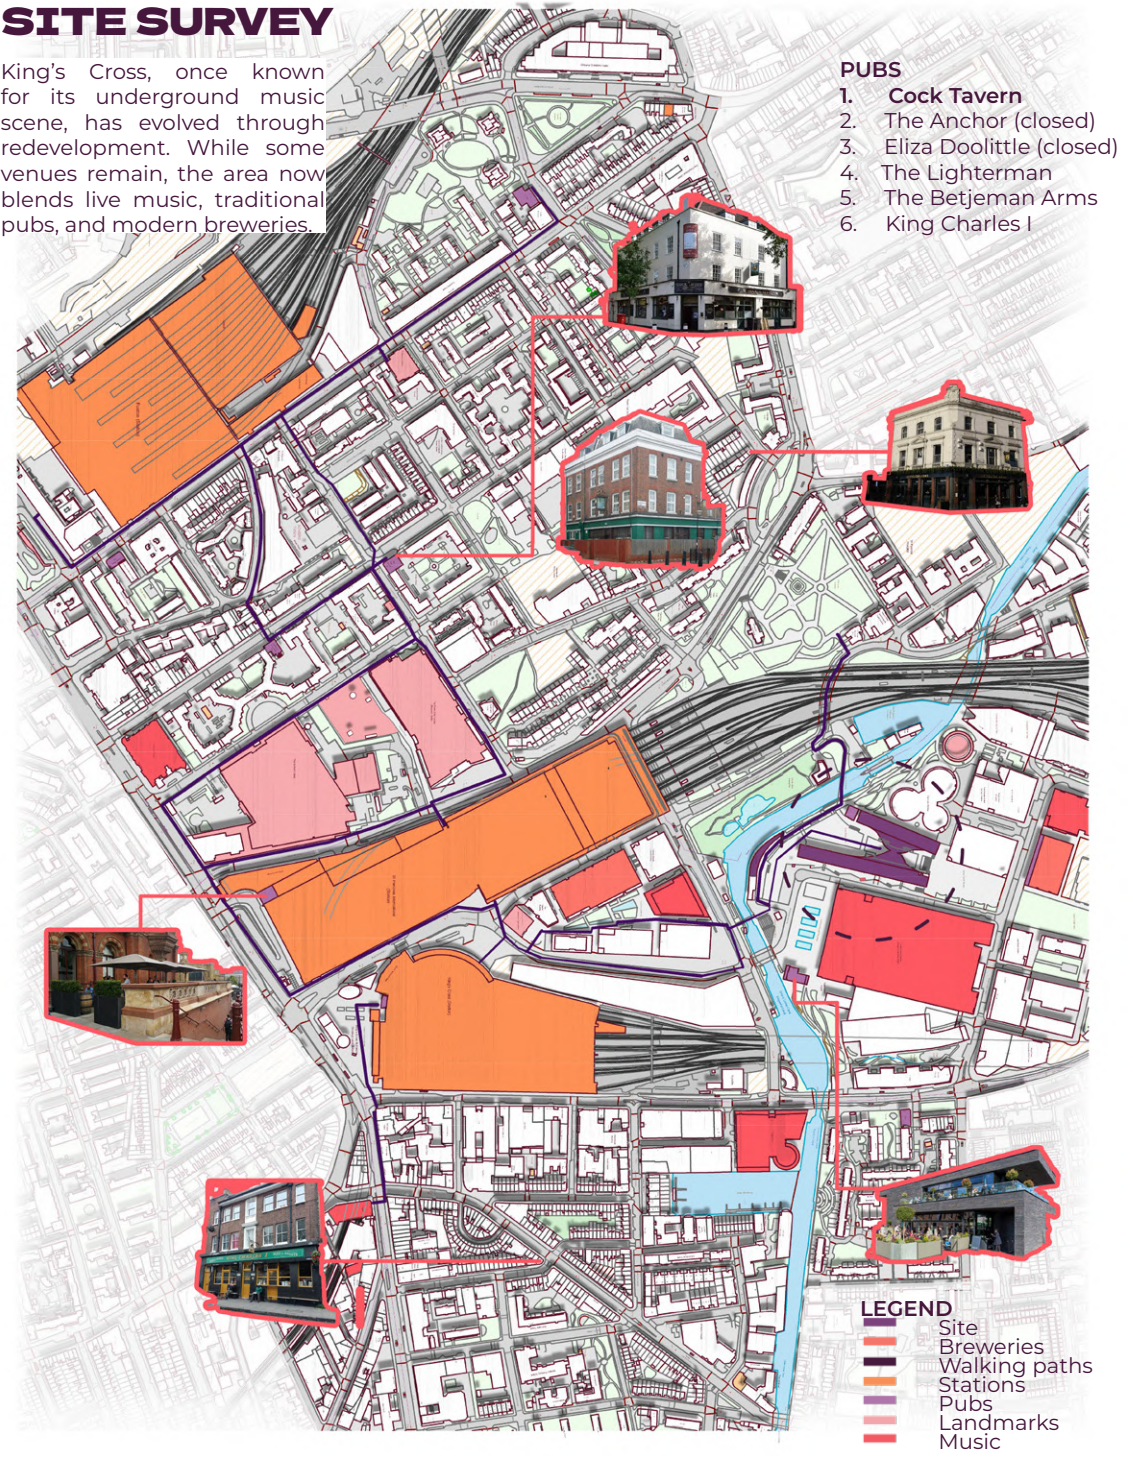 SITE SURVEY
King's Cross, once known
for its underground music
scene, has evolved through
redevelopment. While some
venues remain, the area now
blends live music, traditional
pubs, and modern breweries.
PUBS
1. Cock Tavern
2. The Anchor (closed)
3. Eliza Doolittle (closed)
4. The Lighterman
5. The Betjeman Arms
6. King Charles I
LEGEND
Site
Breweries
Walking paths
Stations
Pubs
Landmarks
Music